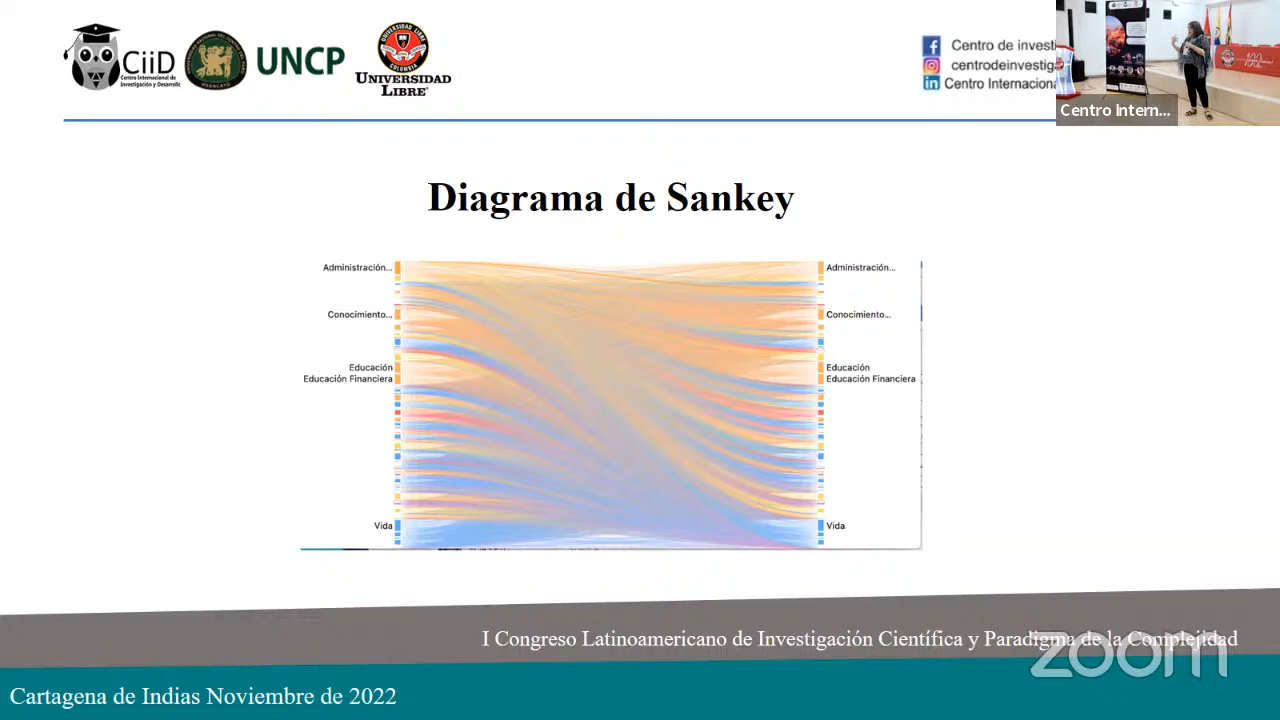 CiiD
Centro Internacional de
Investigación y Desarrollo
UNCP
UNIVERSIDAD
LIBRE
Centro de investi
centrodeinvestiga
Centro Internaciona
Centro Intern...
Diagrama de Sankey
Administración...
Conocimiento...
Educación
Educación Financiera
Vida
Administración...
Conocimiento...
Educación
Educación Financiera
Vida
I Congreso Latinoamericano de Investigación Científica y Paradigma de la Complejidad
zoom
Cartagena de Indias Noviembre de 2022